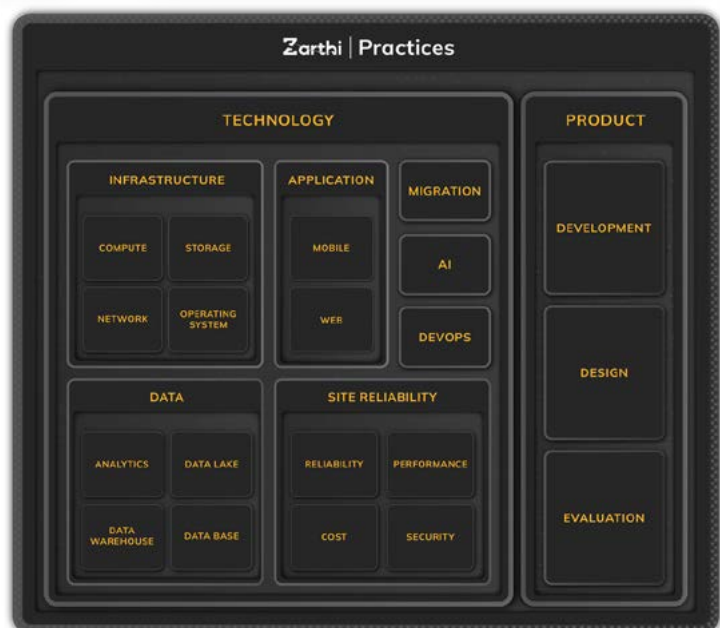 Zarthi | Practices
TECHNOLOGY
INFRASTRUCTURE
COMPUTE
STORAGE
NETWORK
OPERATING
SYSTEM
APPLICATION
MOBILE
WEB
MIGRATION
AI
DEVOPS
DATA
ANALYTICS
DATA LAKE
DATA
WAREHOUSE
DATA BASE
SITE RELIABILITY
RELIABILITY
PERFORMANCE
COST
SECURITY
PRODUCT
DEVELOPMENT
DESIGN
EVALUATION